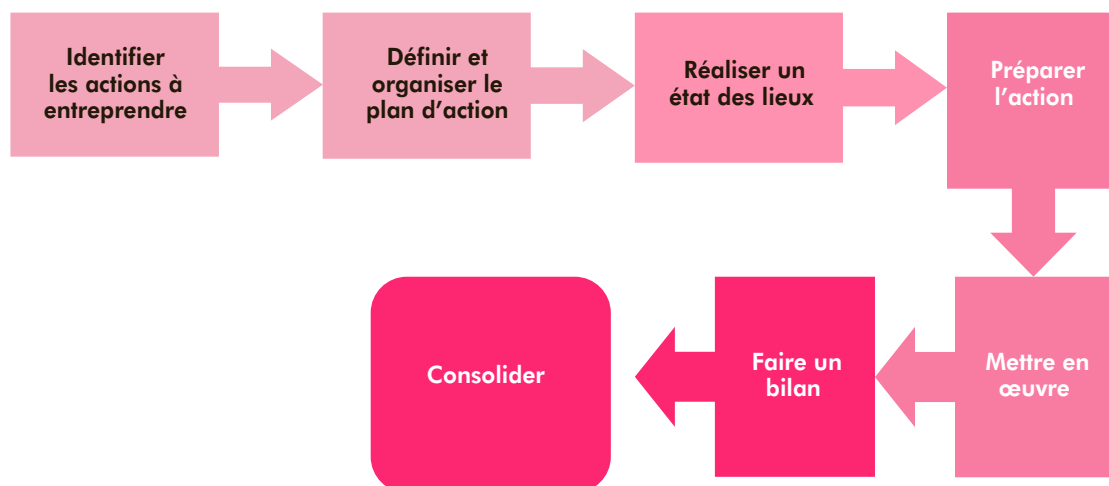 Identifier
les actions à
entreprendre
Définir et
organiser le
plan d’action
Réaliser un
état des lieux
Préparer
l’action
Mettre en
œuvre
Faire un
bilan
Consolider